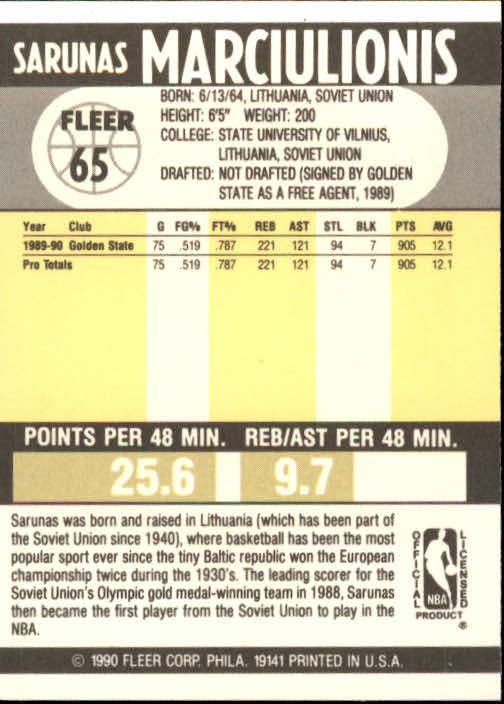 SARUNAS MARCIULIONIS
FLEER
65
BORN: 6/13/64, LITHUANIA, SOVIET UNION
HEIGHT: 6'5" WEIGHT: 200
COLLEGE: STATE UNIVERSITY OF VILNIUS,
LITHUANIA, SOVIET UNION
DRAFTED: NOT DRAFTED (SIGNED BY GOLDEN
STATE AS A FREE AGENT, 1989)
Year Club G FG% FT% REB AST STL BLK PTS AVG
1989-90 Golden State 75 .519 .787 221 121 94 7 905 12.1
Pro Totals 75 .519 .787 221 121 94 7 905 12.1
POINTS PER 48 MIN. REB/AST PER 48 MIN.
25.6 9.7
Sarunas was born and raised in Lithuania (which has been part of
the Soviet Union since 1940), where basketball has been the most
popular sport ever since the tiny Baltic republic won the European
championship twice during the 1930's. The leading scorer for the
Soviet Union's Olympic gold medal-winning team in 1988, Sarunas
then became the first player from the Soviet Union to play in the
NBA.
OFFICIAL
LICENSED
NBA
PRODUCT
®
© 1990 FLEER CORP. PHILA. 19141 PRINTED IN U.S.A.